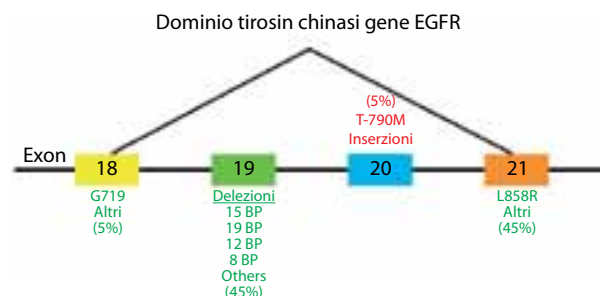 Dominio tirosin chinasi gene EGFR
(5%)
T-790M
Inserzioni
Exon
18
19
20
21
G719
Altri
(5%)
Delezioni
15 BP
19 BP
12 BP
8 BP
Others
(45%)
L858R
Altri
(45%)